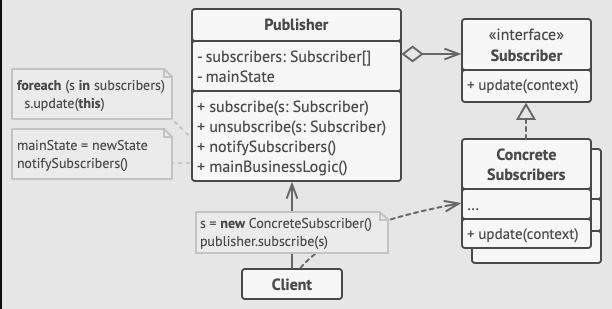 Publisher
- subscribers: Subscriber[]
- mainState
+ subscribe(s: Subscriber)
+ unsubscribe(s: Subscriber)
+ notifySubscribers()
+ mainBusinessLogic()
foreach (s in subscribers)
s.update(this)
mainState = newState
notifySubscribers()
«interface»
Subscriber
+ update(context)
Concrete
Subscribers
...
+ update(context)
s = new ConcreteSubscriber()
publisher.subscribe(s)
Client